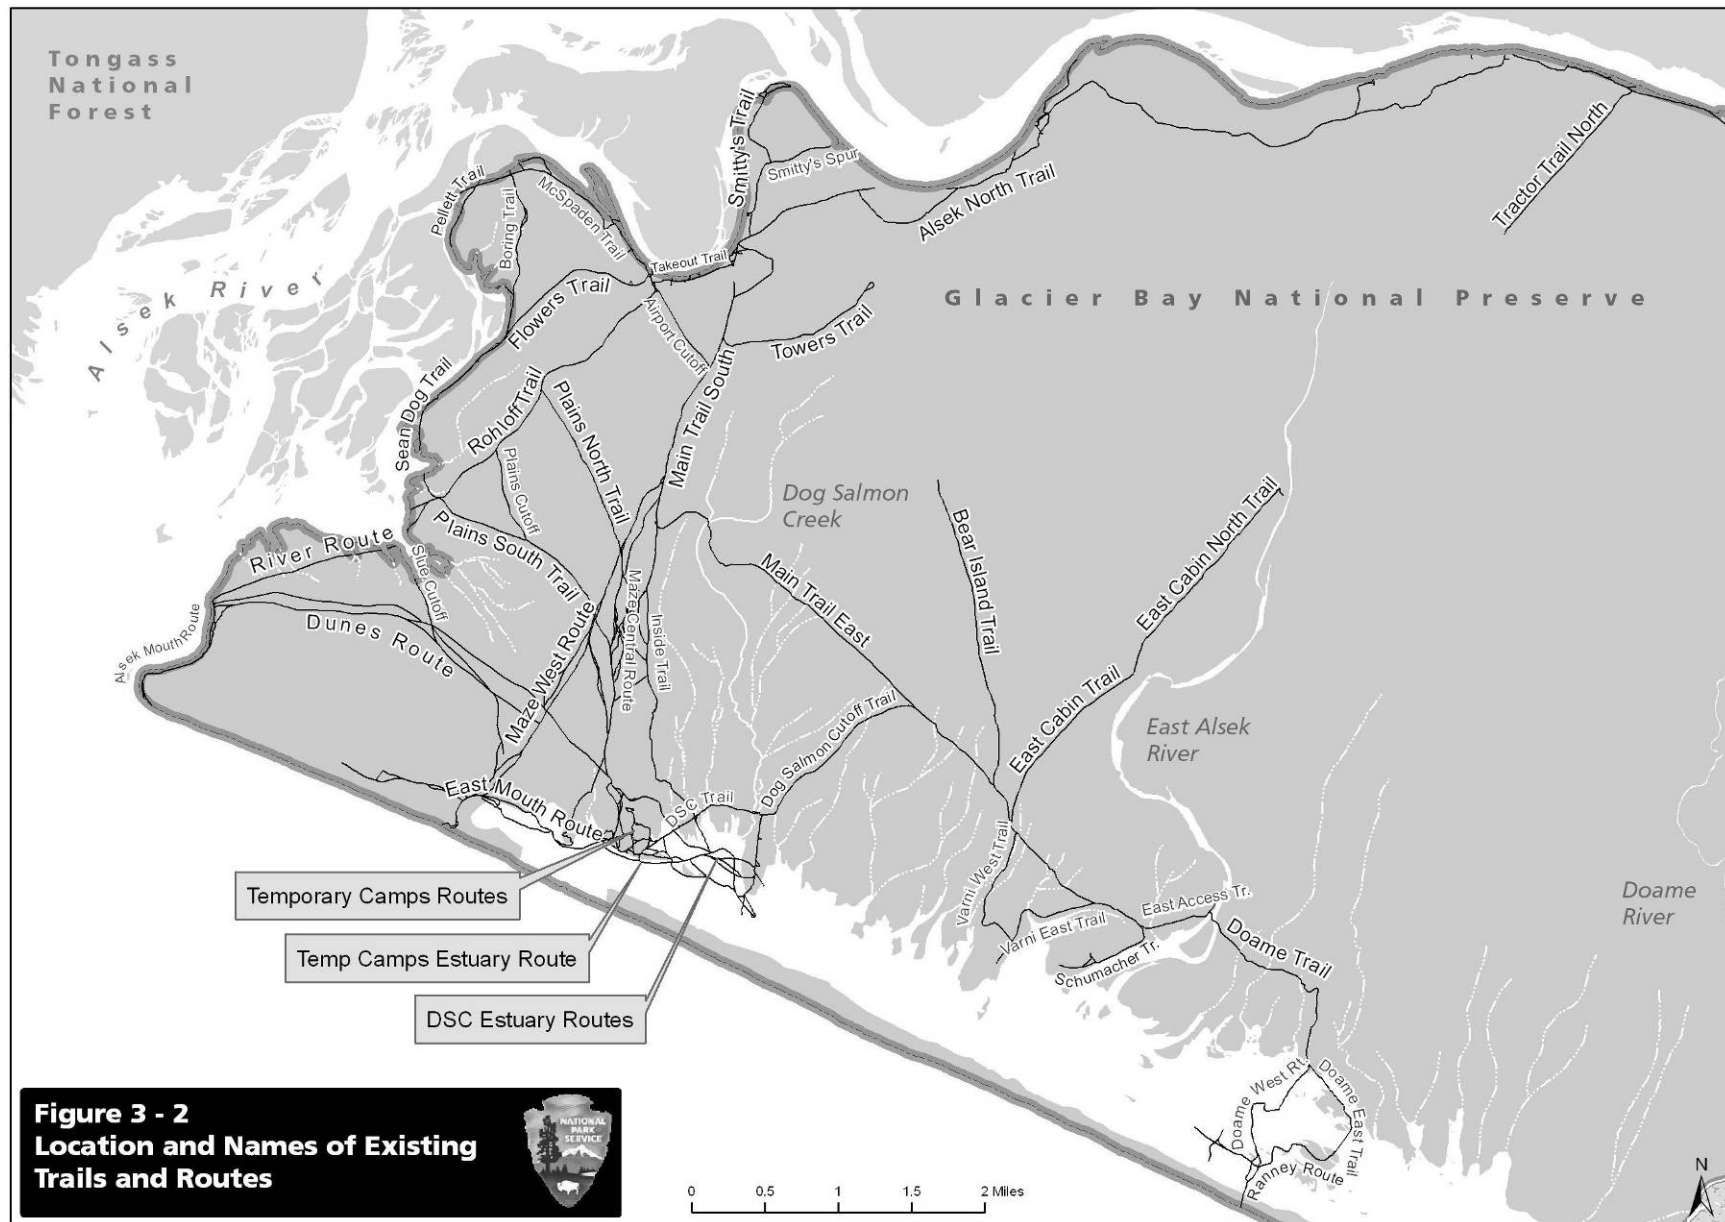 Tongass
National
Forest
Alsek River
Pellett Trail
Boring Trail
McSpaden Trail
Smitty's Trail
Smitty's Spur
Takeout Trail
Alsek North Trail
Tractor Trail North
Glacier Bay National Preserve
Flowers Trail
Airport Cutoff
Towers Trail
Sean Dog Trail
Rohloff Trail
Plains North Trail
Main Trail South
Plains Cutoff
Dog Salmon
Creek
Plains South Trail
River Route
Slue Cutoff
Alsek Mouth Route
Dunes Route
Maze West Route
Maze Central Route
Inside Trail
Main Trail East
Bear Island Trail
East Cabin North Trail
East Cabin Trail
East Alsek
River
Dog Salmon Cutoff Trail
DSC Trail
East Mouth Route
Varni West Trail
Varni East Trail
Schumacher Tr.
East Access Tr.
Doame Trail
Doame
River
Doame West Rt.
Doame East Trail
Ranney Route
Temporary Camps Routes
Temp Camps Estuary Route
DSC Estuary Routes
Figure 3 - 2
Location and Names of Existing
Trails and Routes
NATIONAL
PARK
SERVICE
0 0.5 1 1.5 2 Miles
N